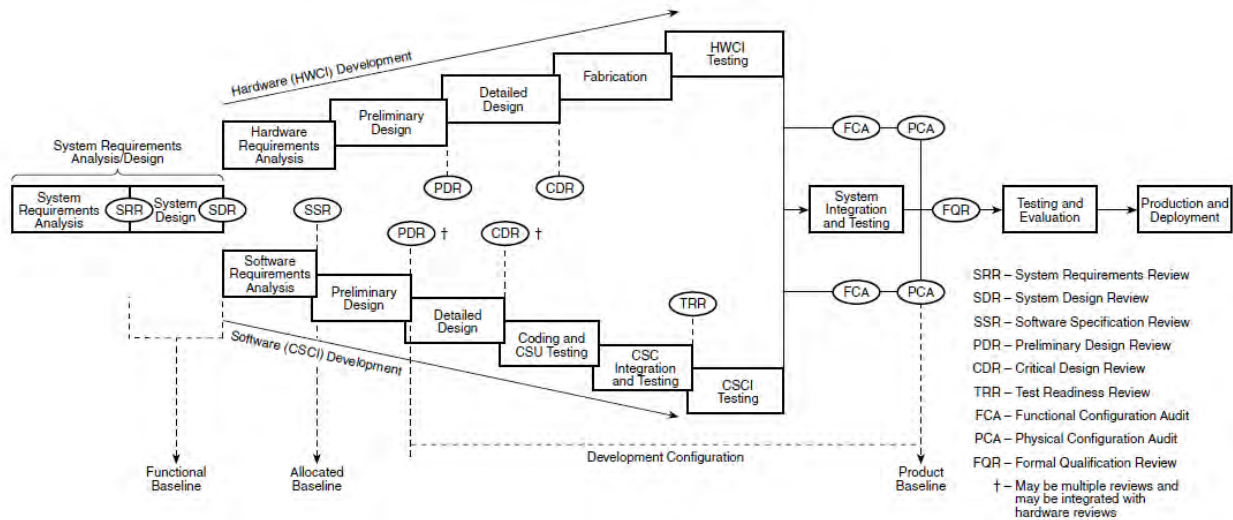 Hardware (HWCI) Development
HWCI
Testing
Fabrication
Detailed
Design
Preliminary
Design
Hardware
Requirements
Analysis
PDR
CDR
System Requirements
Analysis/Design
System
Requirements
Analysis
SRR
System
Design
SDR
SSR
PDR †
CDR †
Software
Requirements
Analysis
Preliminary
Design
Detailed
Design
Coding and
CSU Testing
CSC
Integration
and Testing
TRR
CSCI
Testing
Software (CSCI) Development
FCA
PCA
System
Integration
and Testing
FQR
Testing and
Evaluation
Production and
Deployment
FCA
PCA
Functional
Baseline
Allocated
Baseline
Development Configuration
Product
Baseline
SRR – System Requirements Review
SDR – System Design Review
SSR – Software Specification Review
PDR – Preliminary Design Review
CDR – Critical Design Review
TRR – Test Readiness Review
FCA – Functional Configuration Audit
PCA – Physical Configuration Audit
FQR – Formal Qualification Review
† – May be multiple reviews and
may be integrated with
hardware reviews